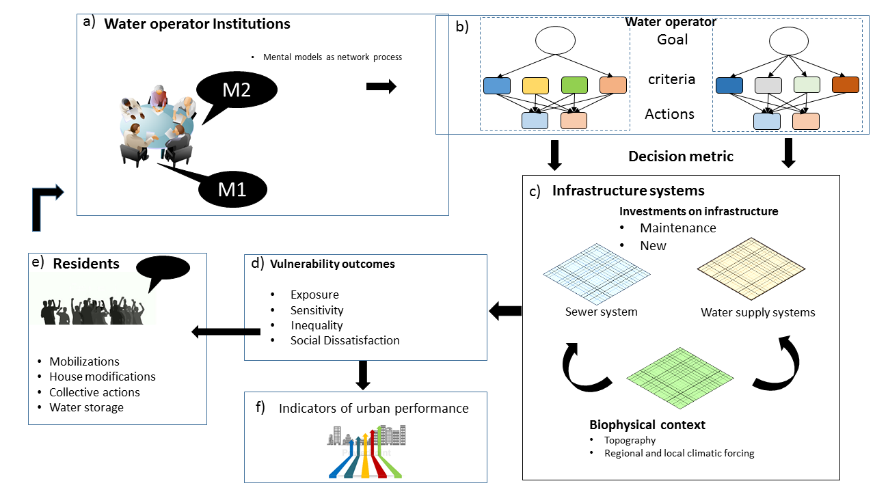 a) Water operator Institutions
• Mental models as network process
M2
M1
b) Water operator
Goal
criteria
Actions
Decision metric
c) Infrastructure systems
Investments on infrastructure
• Maintenance
• New
Sewer system
Water supply systems
Biophysical context
• Topography
• Regional and local climatic forcing
d) Vulnerability outcomes
• Exposure
• Sensitivity
• Inequality
• Social Dissatisfaction
e) Residents
• Mobilizations
• House modifications
• Collective actions
• Water storage
f) Indicators of urban performance